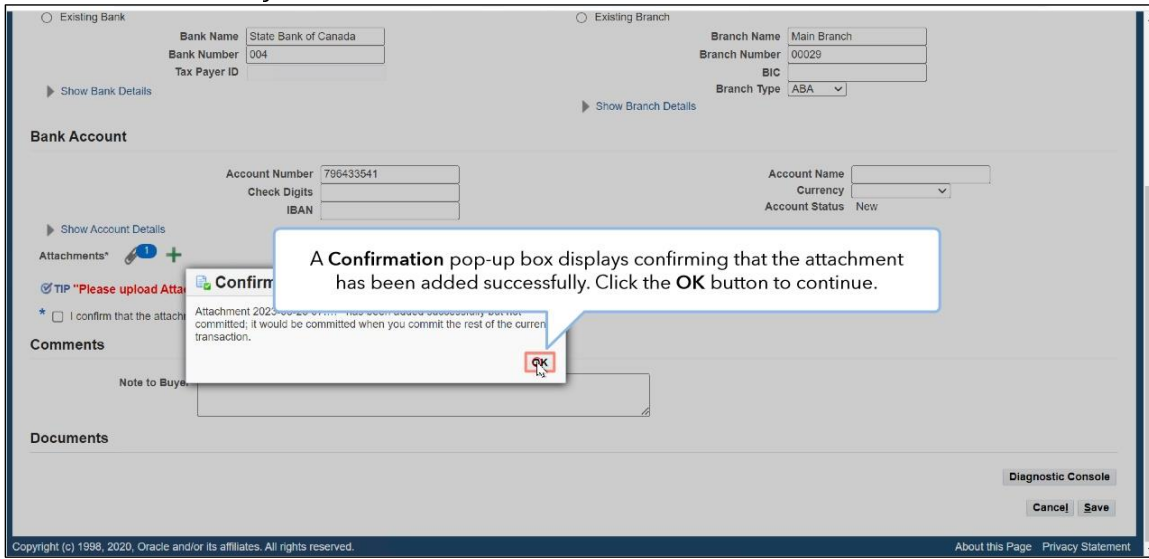 Existing Bank
Existing Branch
Bank Name State Bank of Canada
Branch Name Main Branch
Bank Number 004
Branch Number 00029
Tax Payer ID
BIC
Show Bank Details
Branch Type ABA
Show Branch Details
Bank Account
Account Number 796433541
Account Name
Check Digits
Currency
IBAN
Account Status New
Show Account Details
Attachments* 1
A Confirmation pop-up box displays confirming that the attachment
has been added successfully. Click the OK button to continue.
TIP "Please upload
* I confirm that the
Attachment has been added successfully but not
committed; it would be committed when you commit the rest of the
transaction.
OK
Comments
Note to
Documents
Diagnostic Console
Cancel Save
Copyright (c) 1998, 2020, Oracle and/or its affiliates. All rights reserved.
About this Page Privacy Statement